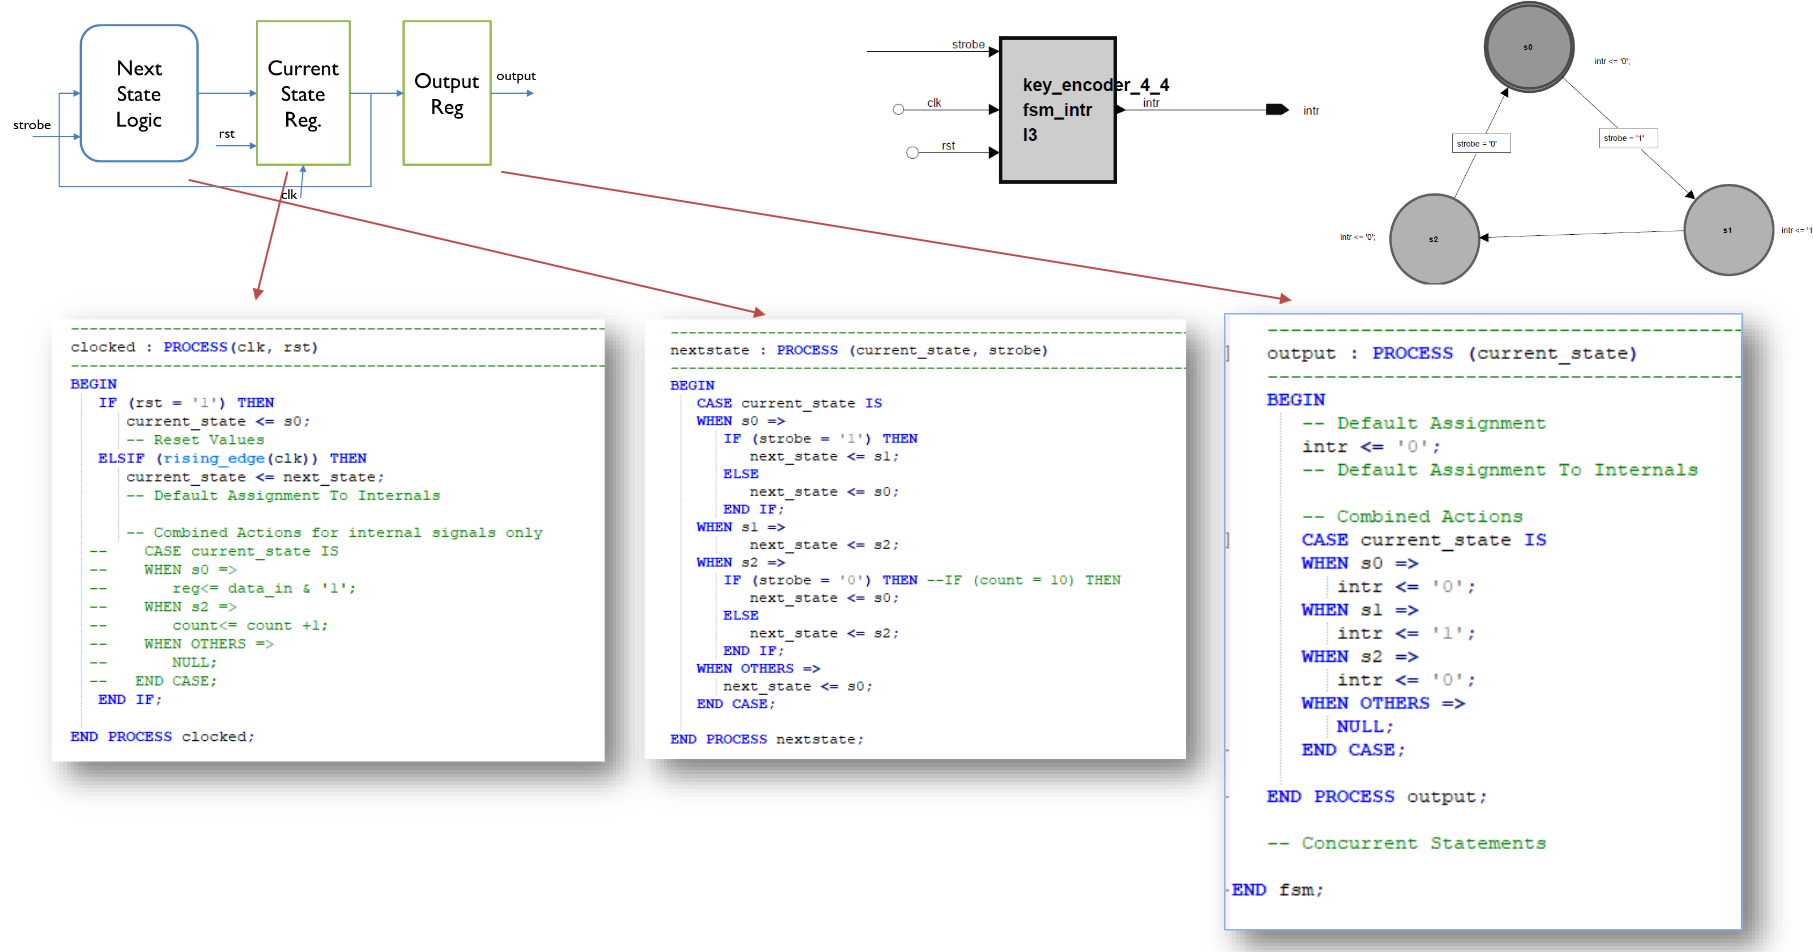 Next
State
Logic
Current
State
Reg.
Output
Reg
output
strobe
rst
clk
strobe
key_encoder_4_4
clk
fsm_intr
intr
intr
I3
rst
s0
intr <= '0';
strobe = '0'
strobe = '1'
intr <= '0';
s2
s1
intr <= '1
--------------------------------------------------
clocked : PROCESS(clk, rst)
--------------------------------------------------
BEGIN
IF (rst = '1') THEN
current_state <= s0;
-- Reset Values
ELSIF (rising_edge(clk)) THEN
current_state <= next_state;
-- Default Assignment To Internals
-- Combined Actions for internal signals only
-- CASE current_state IS
-- WHEN s0 =>
-- reg<= data_in & '1';
-- WHEN s2 =>
-- count<= count +1;
-- WHEN OTHERS =>
-- NULL;
-- END CASE;
END IF;
END PROCESS clocked;
--------------------------------------------------
nextstate : PROCESS (current_state, strobe)
--------------------------------------------------
BEGIN
CASE current_state IS
WHEN s0 =>
IF (strobe = '1') THEN
next_state <= s1;
ELSE
next_state <= s0;
END IF;
WHEN s1 =>
next_state <= s2;
WHEN s2 =>
IF (strobe = '0') THEN --IF (count = 10) THEN
next_state <= s0;
ELSE
next_state <= s2;
END IF;
WHEN OTHERS =>
next_state <= s0;
END CASE;
END PROCESS nextstate;
--------------------------------------------------
output : PROCESS (current_state)
--------------------------------------------------
BEGIN
-- Default Assignment
intr <= '0';
-- Default Assignment To Internals
-- Combined Actions
CASE current_state IS
WHEN s0 =>
intr <= '0';
WHEN s1 =>
intr <= '1';
WHEN s2 =>
intr <= '0';
WHEN OTHERS =>
NULL;
END CASE;
END PROCESS output;
-- Concurrent Statements
END fsm;